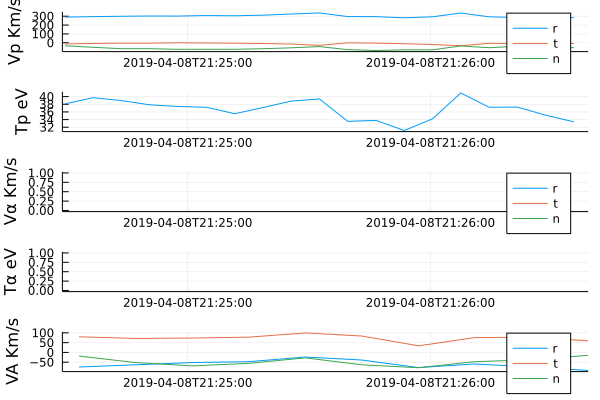 Vp Km/s
300
200
100
0
r
t
n
2019-04-08T21:25:00
2019-04-08T21:26:00
Tp eV
40
38
36
34
32
2019-04-08T21:25:00
2019-04-08T21:26:00
Vα Km/s
1.00
0.75
0.50
0.25
0.00
r
t
n
2019-04-08T21:25:00
2019-04-08T21:26:00
Tα eV
1.00
0.75
0.50
0.25
0.00
2019-04-08T21:25:00
2019-04-08T21:26:00
VA Km/s
100
50
0
−50
r
t
n
2019-04-08T21:25:00
2019-04-08T21:26:00